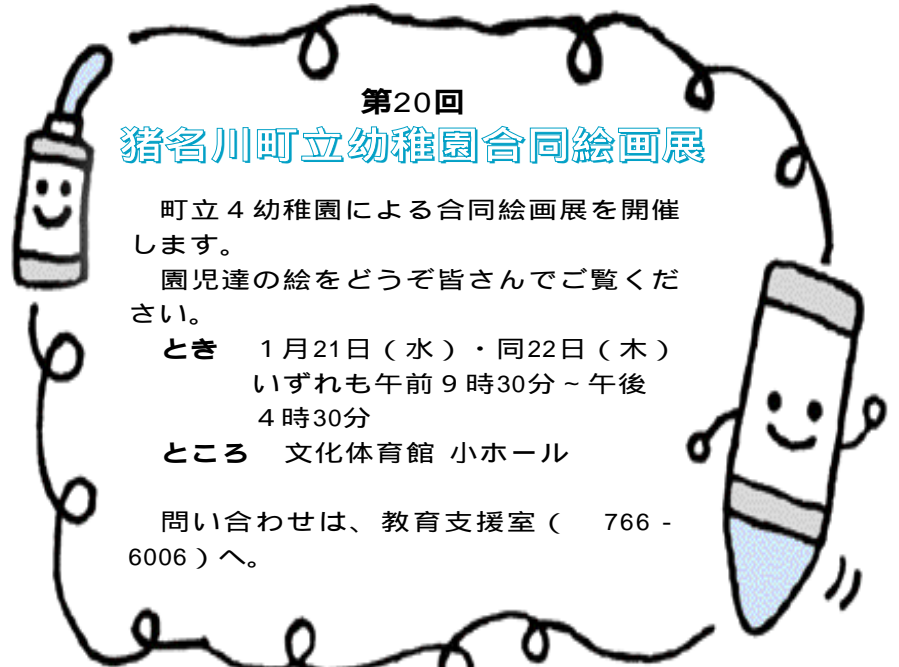 第20回
猪名川町立幼稚園合同絵画展
　町立４幼稚園による合同絵画展を開催
します。
　園児達の絵をどうぞ皆さんでご覧くだ
さい。
とき　１月21日（水）・同22日（木）
いずれも午前９時30分～午後
４時30分
ところ　文化体育館 小ホール
　問い合わせは、教育支援室（　766 -
6006）へ。